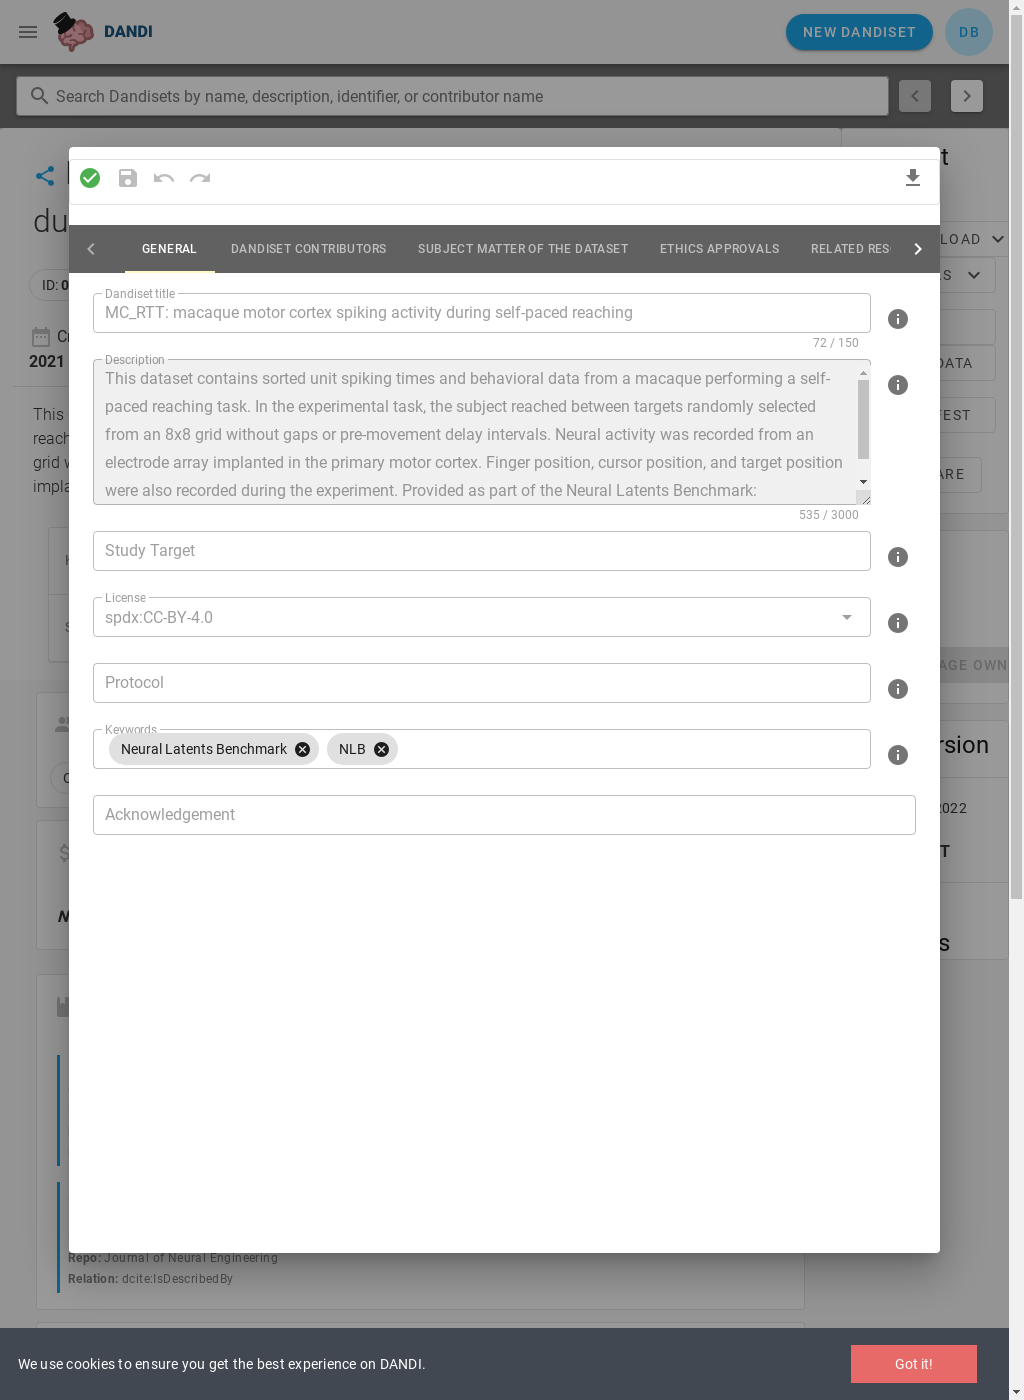 DANDI
NEW DANDISET
DB
Search Dandisets by name, description, identifier, or contributor name
GENERAL
DANDISET CONTRIBUTORS
SUBJECT MATTER OF THE DATASET
ETHICS APPROVALS
Dandiset title
MC_RTT: macaque motor cortex spiking activity during self-paced reaching
72 / 150
Description
This dataset contains sorted unit spiking times and behavioral data from a macaque performing a self-
paced reaching task. In the experimental task, the subject reached between targets randomly selected
from an 8x8 grid without gaps or pre-movement delay intervals. Neural activity was recorded from an
electrode array implanted in the primary motor cortex. Finger position, cursor position, and target position
were also recorded during the experiment. Provided as part of the Neural Latents Benchmark:
535 / 3000
Study Target
License
spdx:CC-BY-4.0
Protocol
Keywords
Neural Latents Benchmark
NLB
Acknowledgement
ID: 0
2021
This
2022
Repo: Journal of Neural Engineering
Relation: dcite:IsDescribedBy
We use cookies to ensure you get the best experience on DANDI.
Got it!